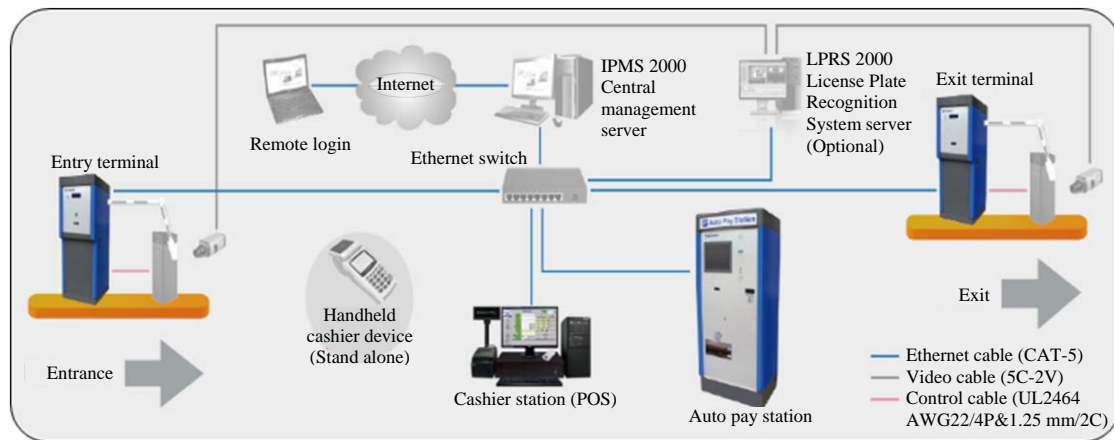 IPMS 2000
Central
management
server
LPRS 2000
License Plate
Recognition
System server
(Optional)
Exit terminal
Internet
Remote login
Ethernet switch
Entry terminal
Auto Pay Station
Handheld
cashier device
(Stand alone)
Exit
Entrance
Cashier station (POS)
Auto pay station
Ethernet cable (CAT-5)
Video cable (5C-2V)
Control cable (UL2464
AWG22/4P&1.25 mm/2C)